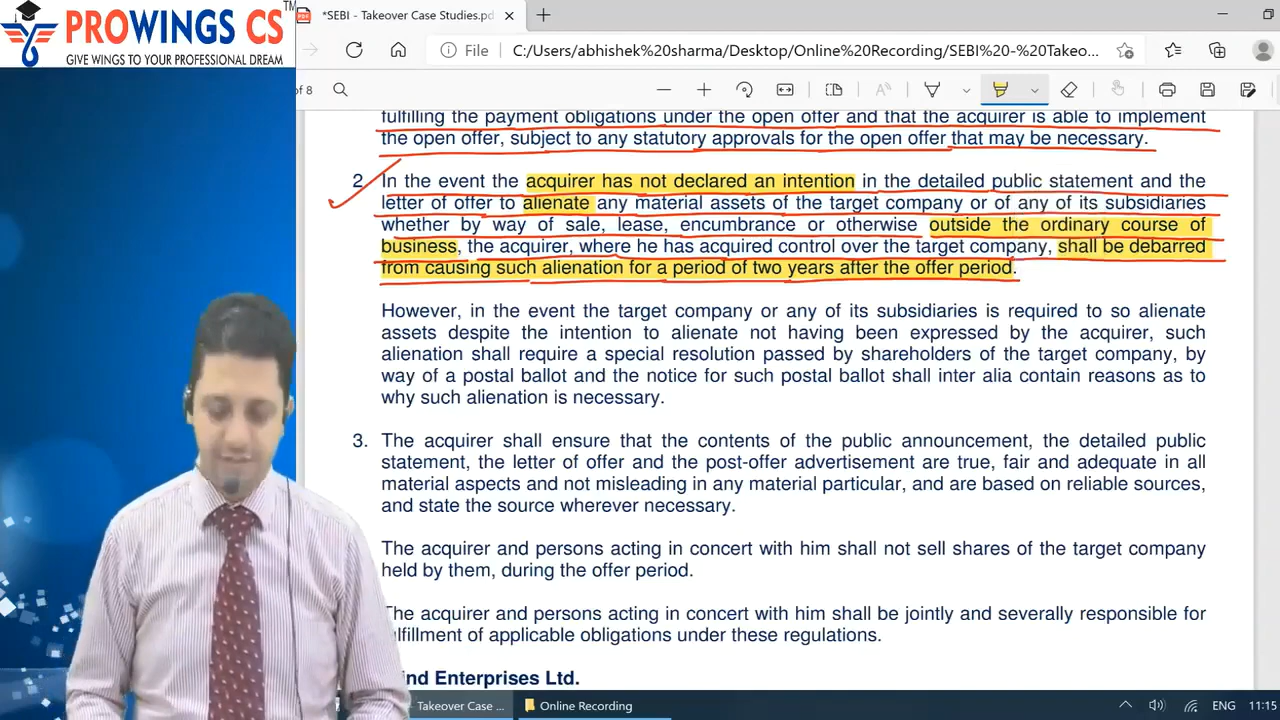 TM
PROWINGS CS
GIVE WINGS TO YOUR PROFESSIONAL DREAM
*SEBI - Takeover Case Studies.pd
File
C:/Users/abhishek%20sharma/Desktop/Online%20Recording/SEBI%20-%20Takeo...
of 8
fulfilling the payment obligations under the open offer and that the acquirer is able to implement
the open offer, subject to any statutory approvals for the open offer that may be necessary.
2 In the event the acquirer has not declared an intention in the detailed public statement and the
letter of offer to alienate any material assets of the target company or of any of its subsidiaries
whether by way of sale, lease, encumbrance or otherwise outside the ordinary course of
business, the acquirer, where he has acquired control over the target company, shall be debarred
from causing such alienation for a period of two years after the offer period.
However, in the event the target company or any of its subsidiaries is required to so alienate
assets despite the intention to alienate not having been expressed by the acquirer, such
alienation shall require a special resolution passed by shareholders of the target company, by
way of a postal ballot and the notice for such postal ballot shall inter alia contain reasons as to
why such alienation is necessary.
3. The acquirer shall ensure that the contents of the public announcement, the detailed public
statement, the letter of offer and the post-offer advertisement are true, fair and adequate in all
material aspects and not misleading in any material particular, and are based on reliable sources,
and state the source wherever necessary.
The acquirer and persons acting in concert with him shall not sell shares of the target company
held by them, during the offer period.
The acquirer and persons acting in concert with him shall be jointly and severally responsible for
ulfillment of applicable obligations under these regulations.
ind Enterprises Ltd.
Takeover Case ...
Online Recording
ENG
11:15